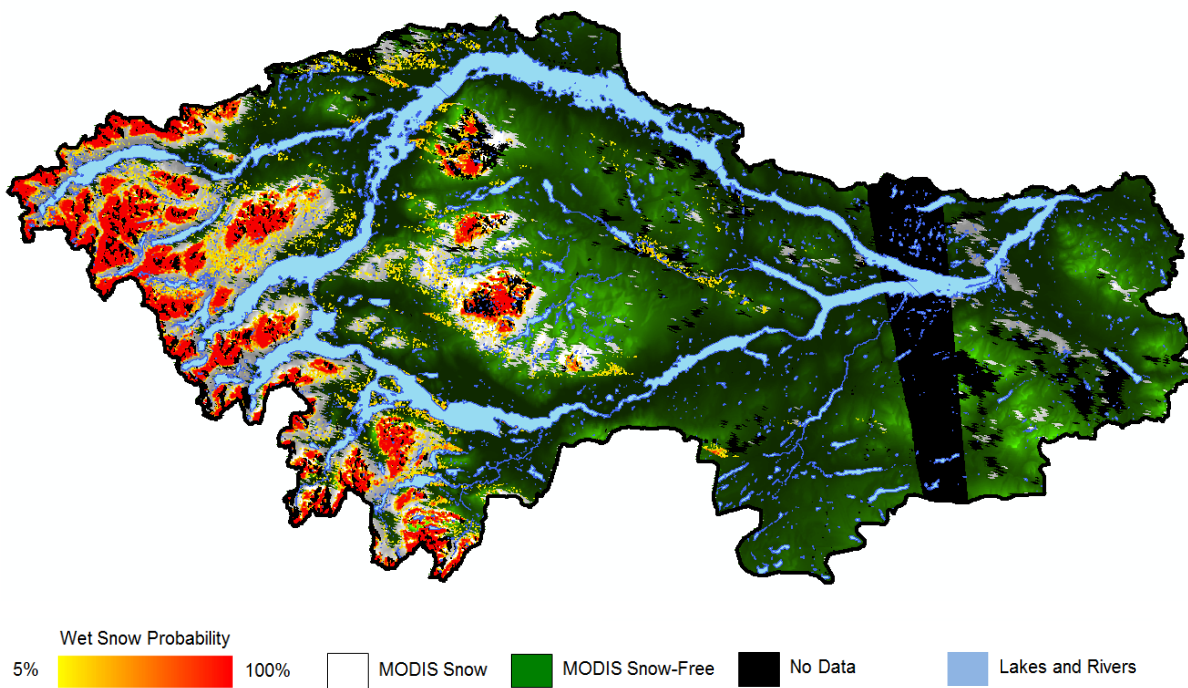 Wet Snow Probability
5% 100% MODIS Snow MODIS Snow-Free No Data Lakes and Rivers